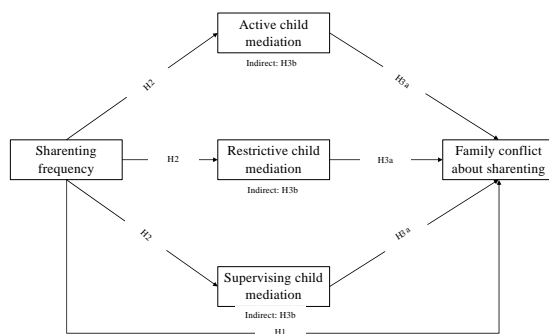 Active child
mediation
Indirect: H3b
H2
H3a
Sharenting
frequency
H2
Restrictive child
mediation
H3a
Family conflict
about sharenting
Indirect: H3b
H2
H3a
Supervising child
mediation
Indirect: H3b
H1